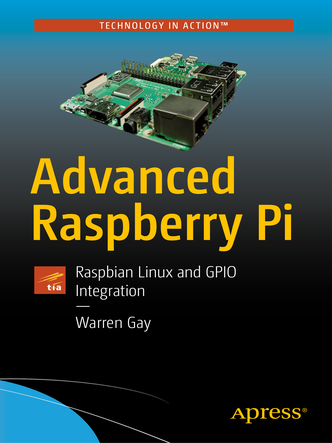 TECHNOLOGY IN ACTION™
Advanced
Raspberry Pi
tia
Raspbian Linux and GPIO
Integration
—
Warren Gay
Apress®